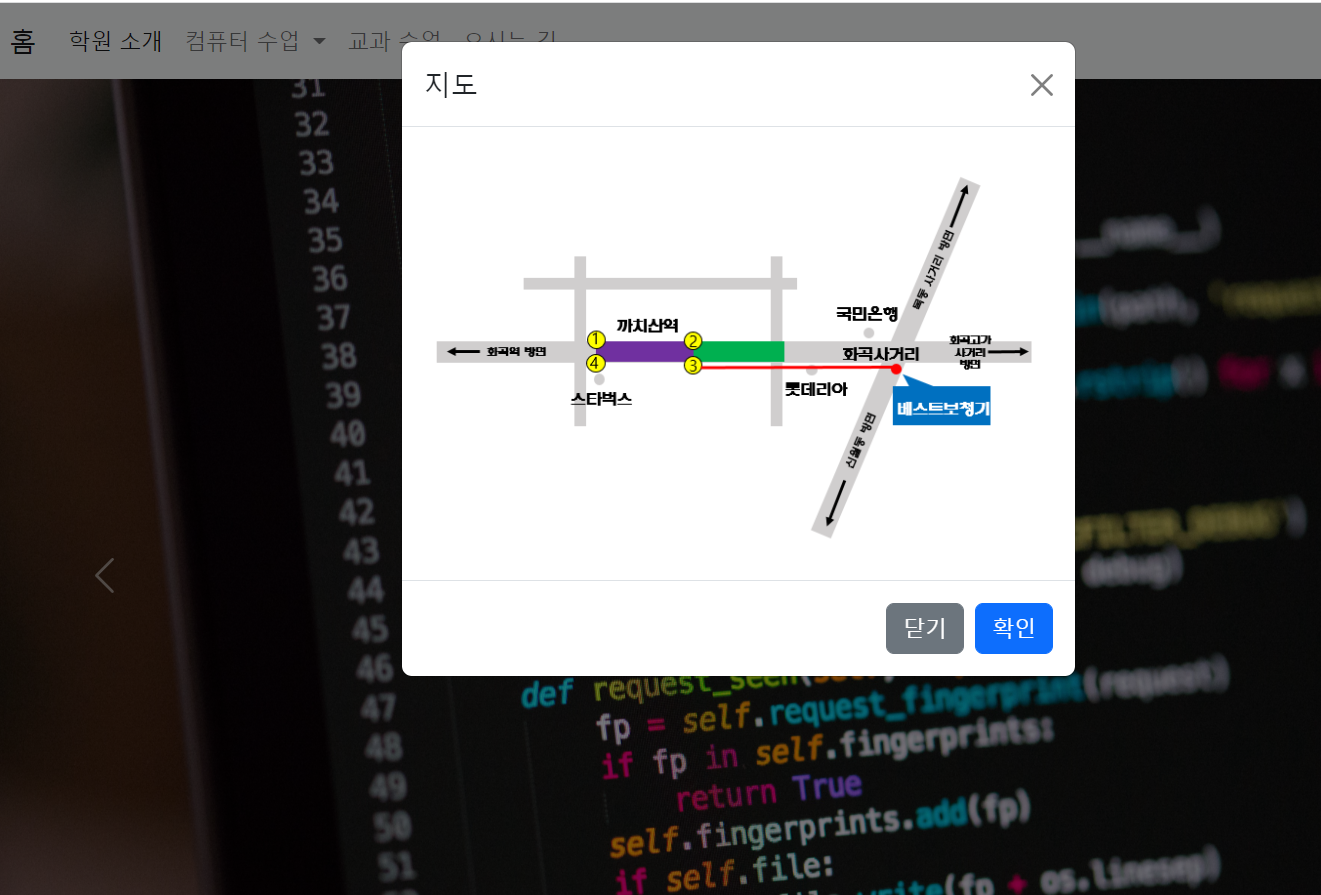 홈 학원 소개 컴퓨터 수업 교과 수업 오시는 길
지도
목동 사거리 방면
국민은행
까치산역
1
2
화곡역 방면
화곡사거리
화곡고가
사거리
방면
4
3
스타벅스
롯데리아
베스트보청기
신월동 방면
닫기 확인
31
32
33
34
35
36
37
38
39
40
41
42
43
44
45
46
47 def request_seen(self,
48 fp = self.request_fingerprint(request)
49 if fp in self.fingerprints:
50 return True
51 self.fingerprints.add(fp)
if self.file:
self.file.write(fp + os.linesep)
debug)